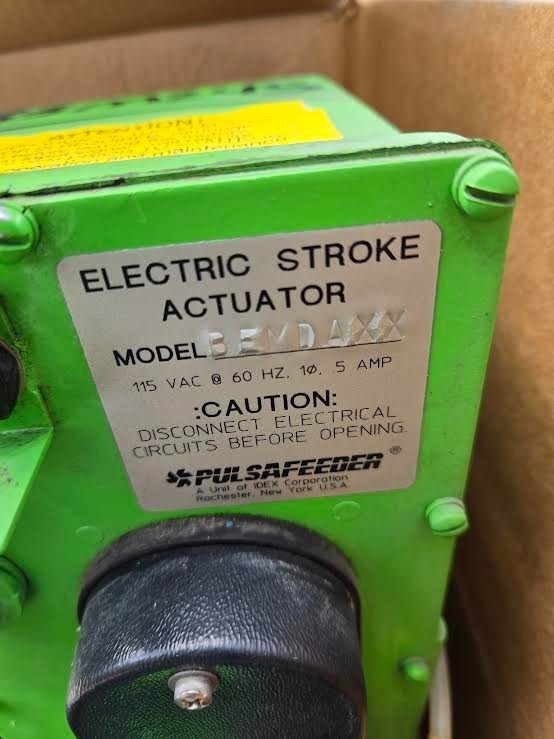 ATTENTION!
ELECTRIC STROKE
ACTUATOR
MODEL BEMDAXX
115 VAC @ 60 HZ, 1Ø, .5 AMP
:CAUTION:
DISCONNECT ELECTRICAL
CIRCUITS BEFORE OPENING.
PULSAFEEDER®
A Unit of IDEX Corporation
Rochester, New York U.S.A.